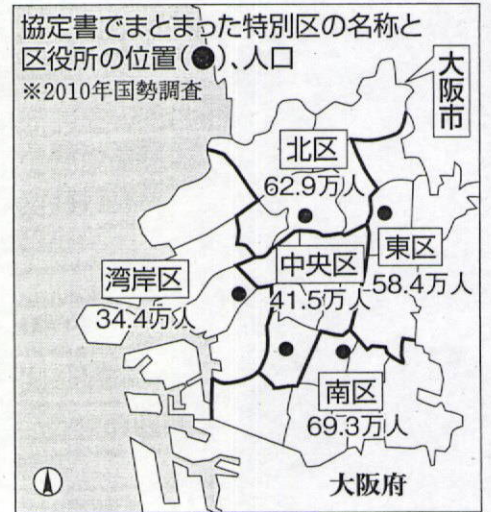 協定書でまとまった特別区の名称と
区役所の位置(●)、人口
※2010年国勢調査
大阪市
北区
62.9万人
東区
58.4万人
中央区
41.5万人
湾岸区
34.4万人
南区
69.3万人
大阪府